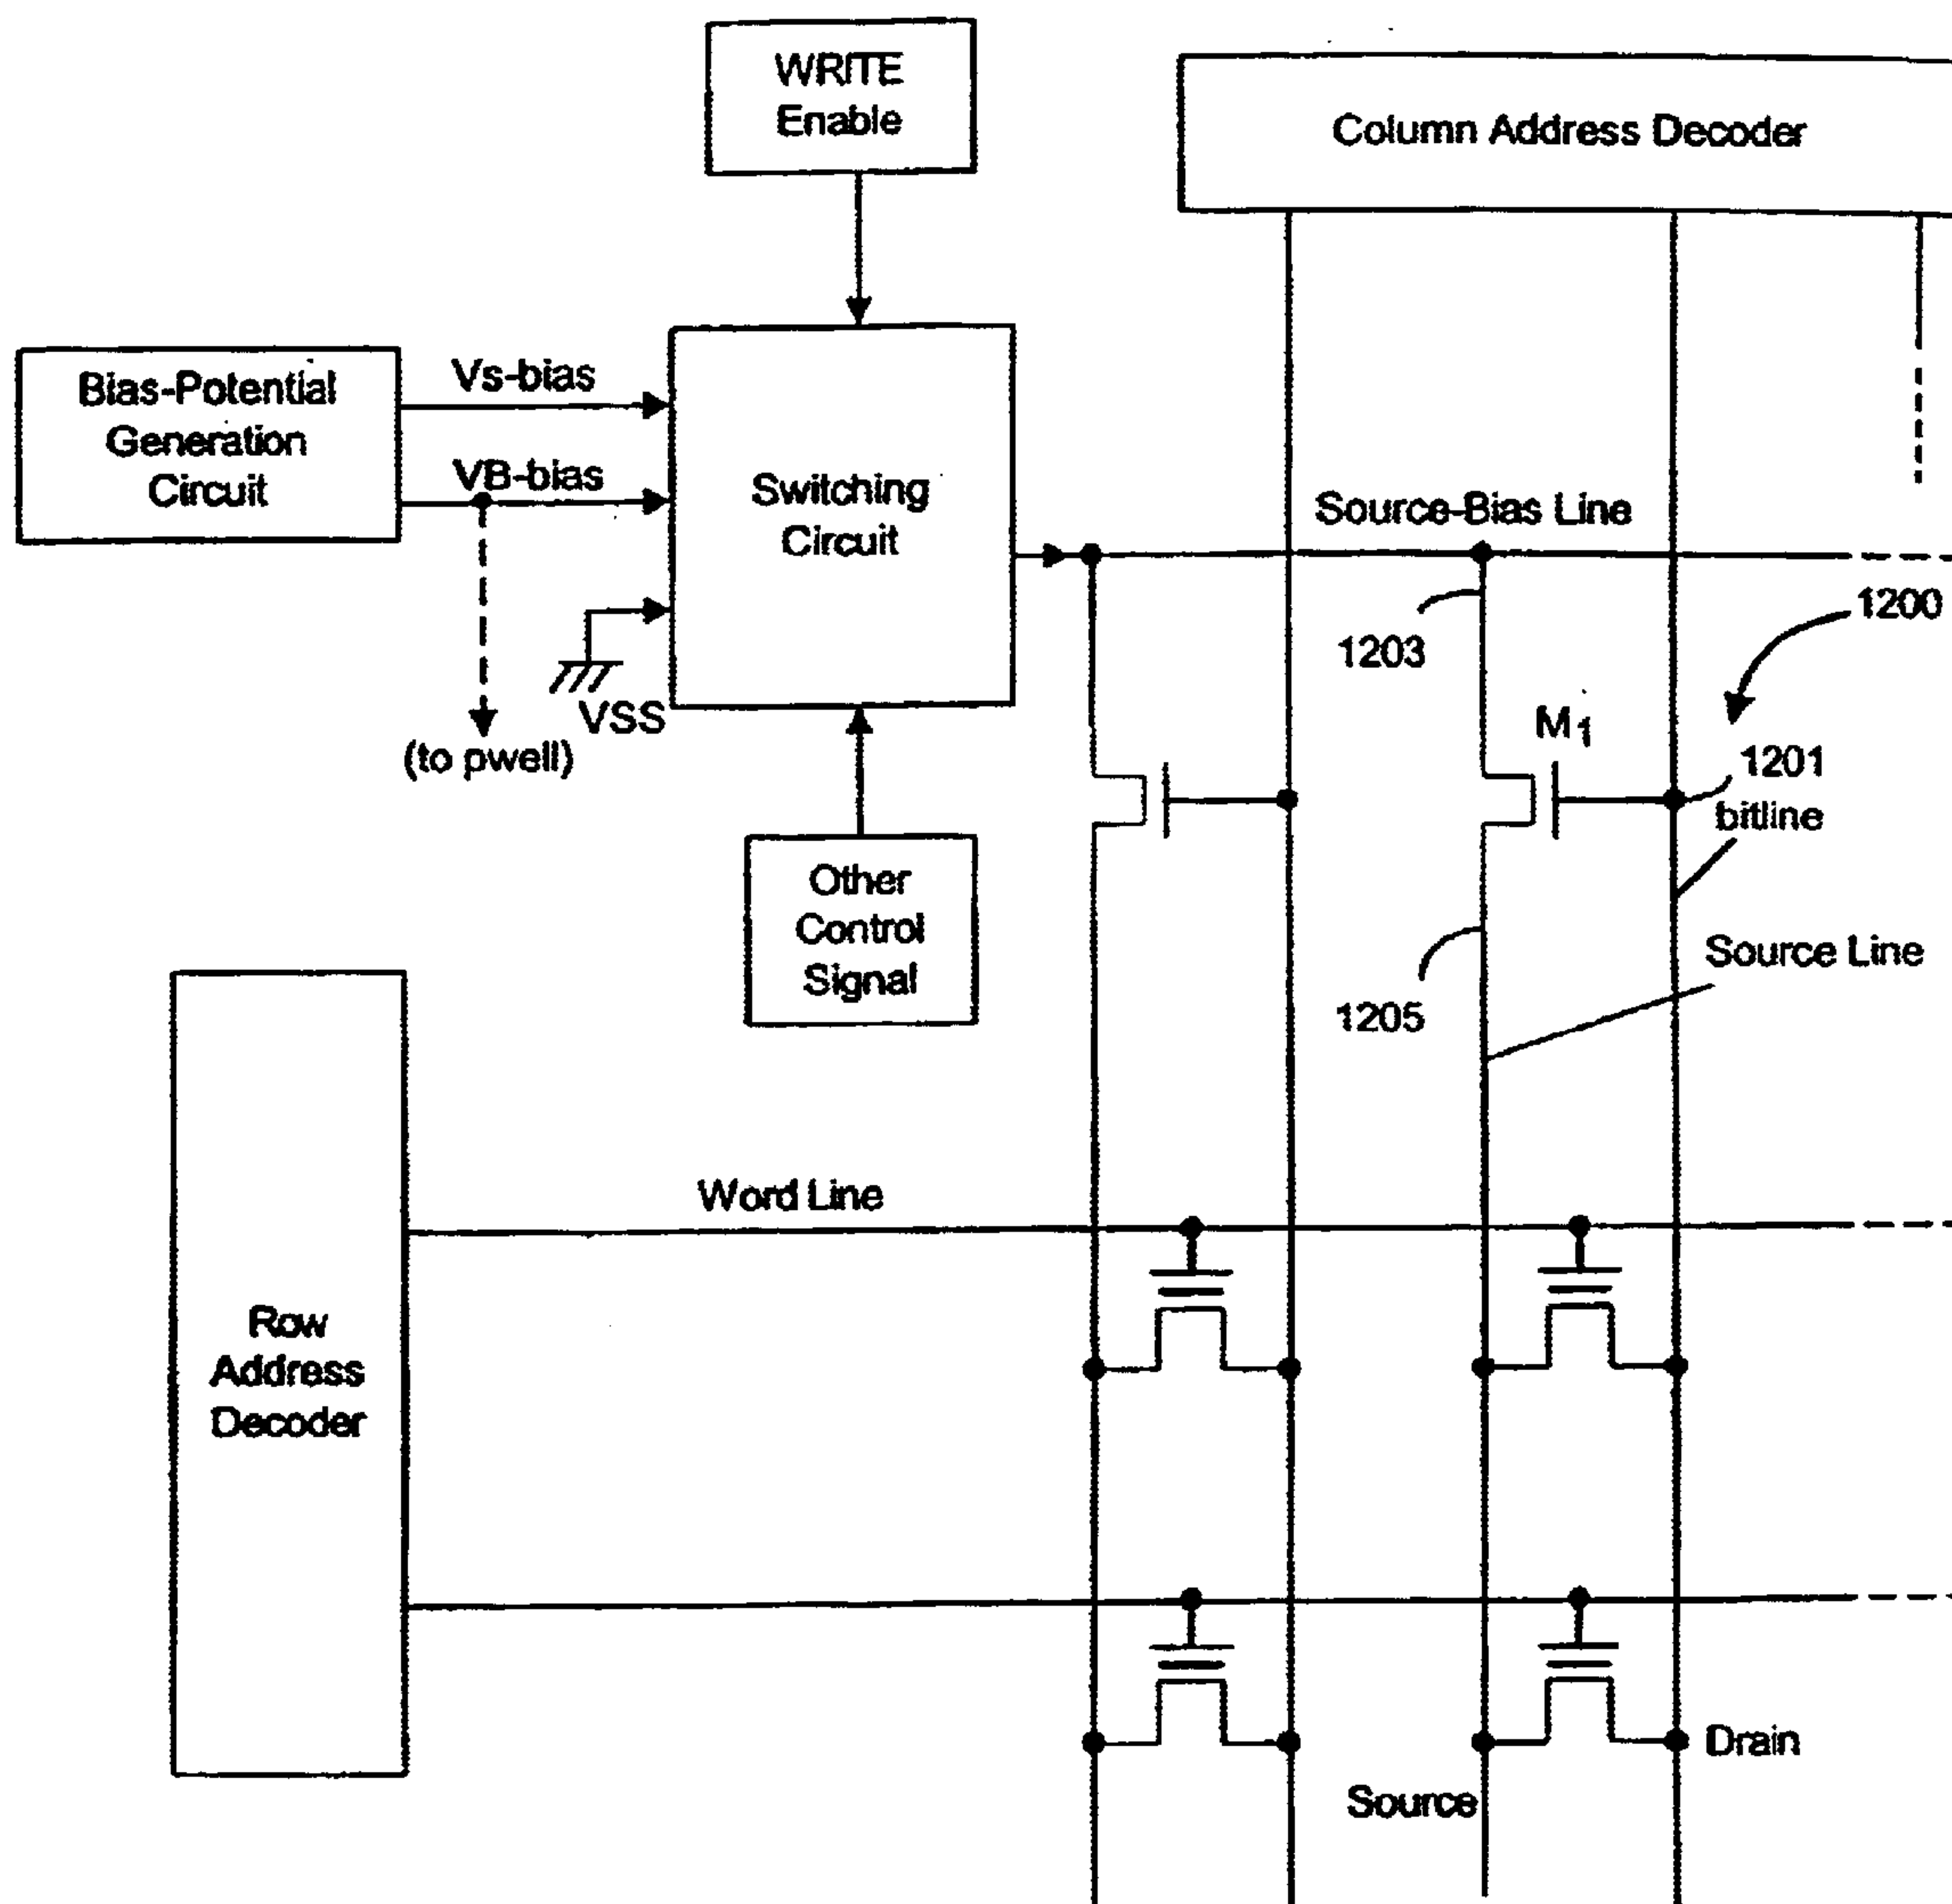 WRITE
Enable
Column Address Decoder
Bias-Potential
Generation
Circuit
Vs-bias
VB-bias
Switching
Circuit
Source-Bias Line
1200
1203
VSS
(to pwell)
M1
1201
bitline
Other
Control
Signal
Source Line
1205
Word Line
Row
Address
Decoder
Drain
Source